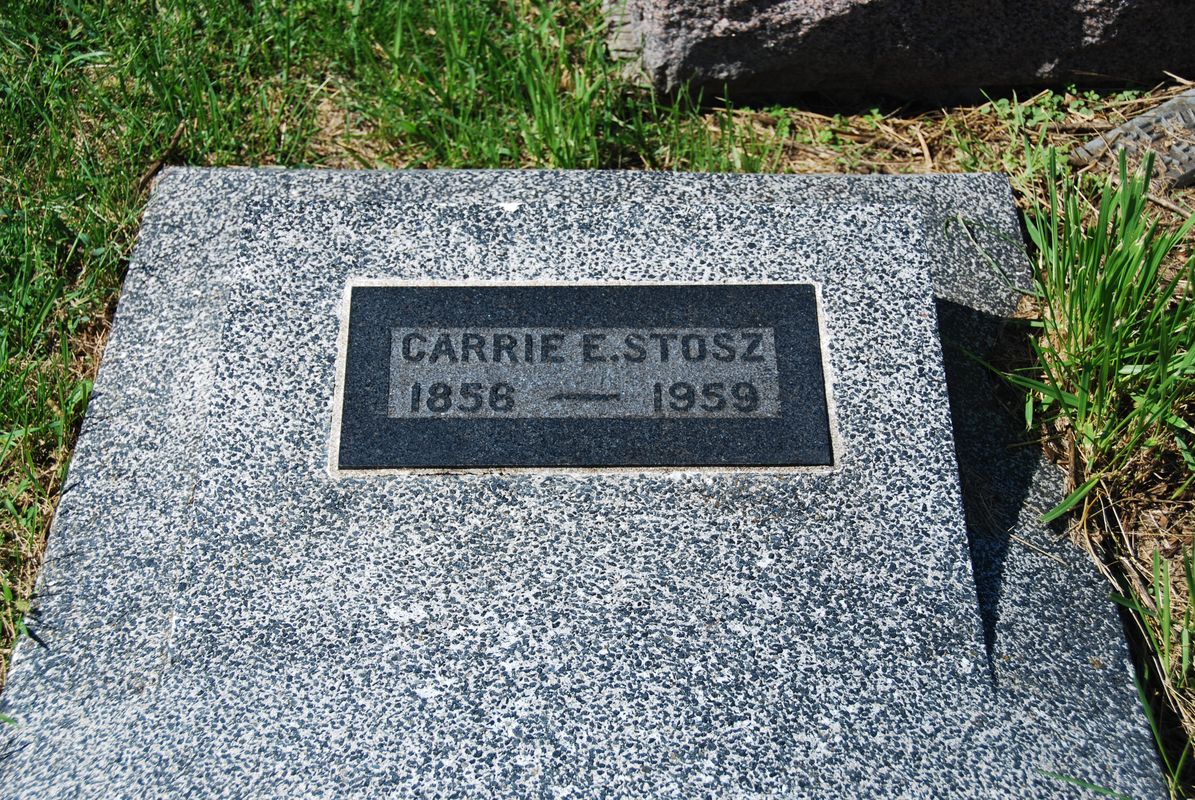 CARRIE E. STOSZ
1856 — 1959